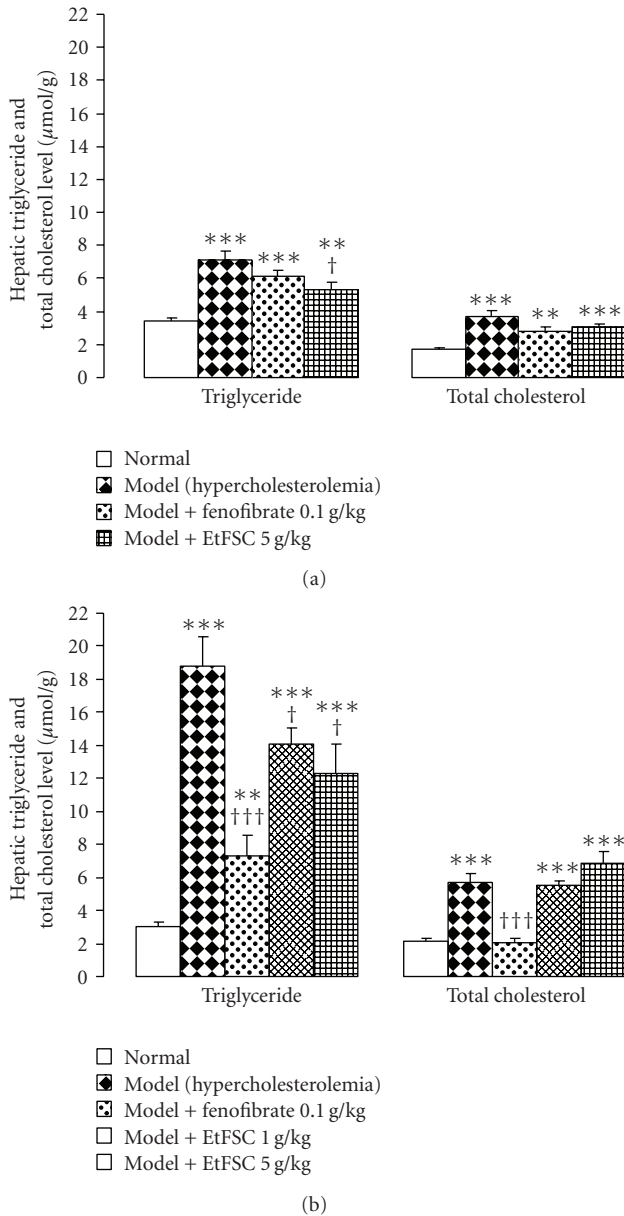 22
20
18
16
14
12
10
8
6
4
2
0
Hepatic triglyceride and
total cholesterol level (µmol/g)
***
***
**
†
***
**
***
Triglyceride
Total cholesterol
Normal
Model (hypercholesterolemia)
Model + fenofibrate 0.1 g/kg
Model + EtFSC 5 g/kg
(a)
22
20
18
16
14
12
10
8
6
4
2
0
Hepatic triglyceride and
total cholesterol level (µmol/g)
***
**
†††
***
†
***
†
***
†††
***
***
Triglyceride
Total cholesterol
Normal
Model (hypercholesterolemia)
Model + fenofibrate 0.1 g/kg
Model + EtFSC 1 g/kg
Model + EtFSC 5 g/kg
(b)